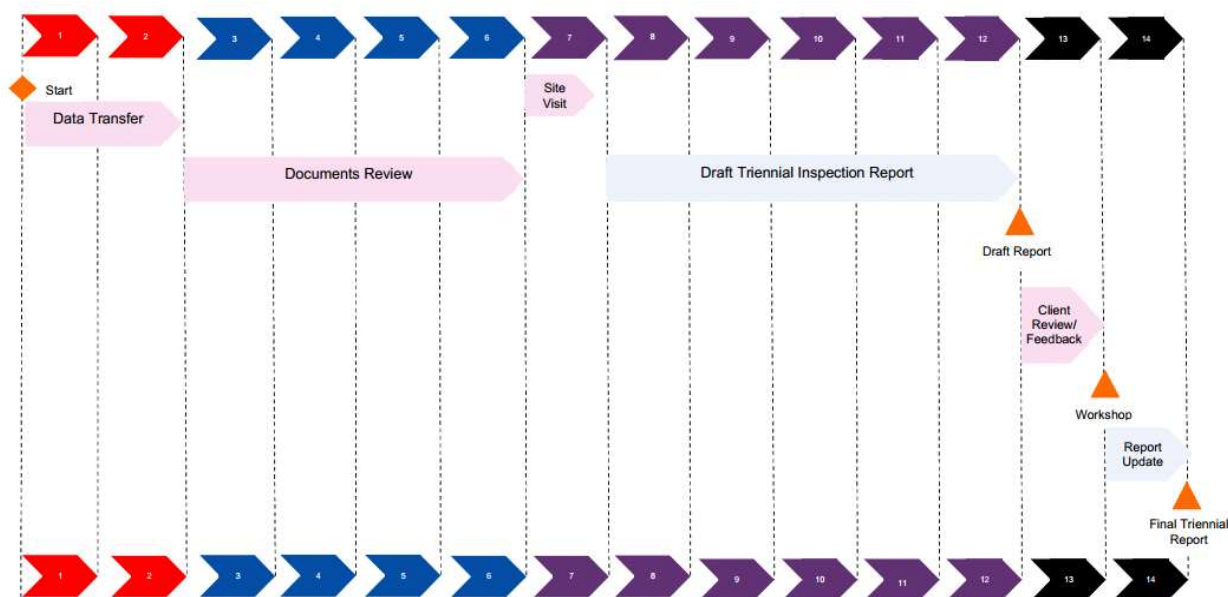 1 2 3 4 5 6 7 8 9 10 11 12 13 14
Start
Data Transfer
Site
Visit
Documents Review
Draft Triennial Inspection Report
Draft Report
Client
Review/
Feedback
Workshop
Report
Update
Final Triennial
Report
1 2 3 4 5 6 7 8 9 10 11 12 13 14